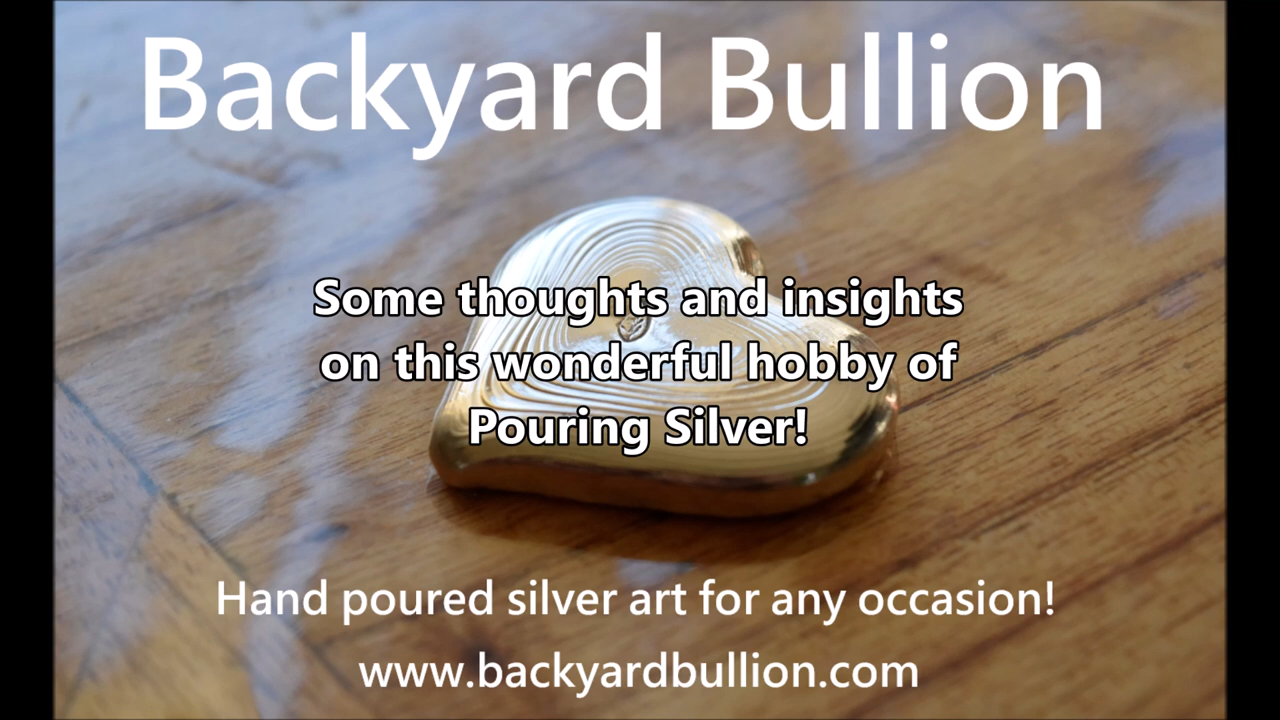 Backyard Bullion
Some thoughts and insights
on this wonderful hobby of
Pouring Silver!
Hand poured silver art for any occasion!
www.backyardbullion.com